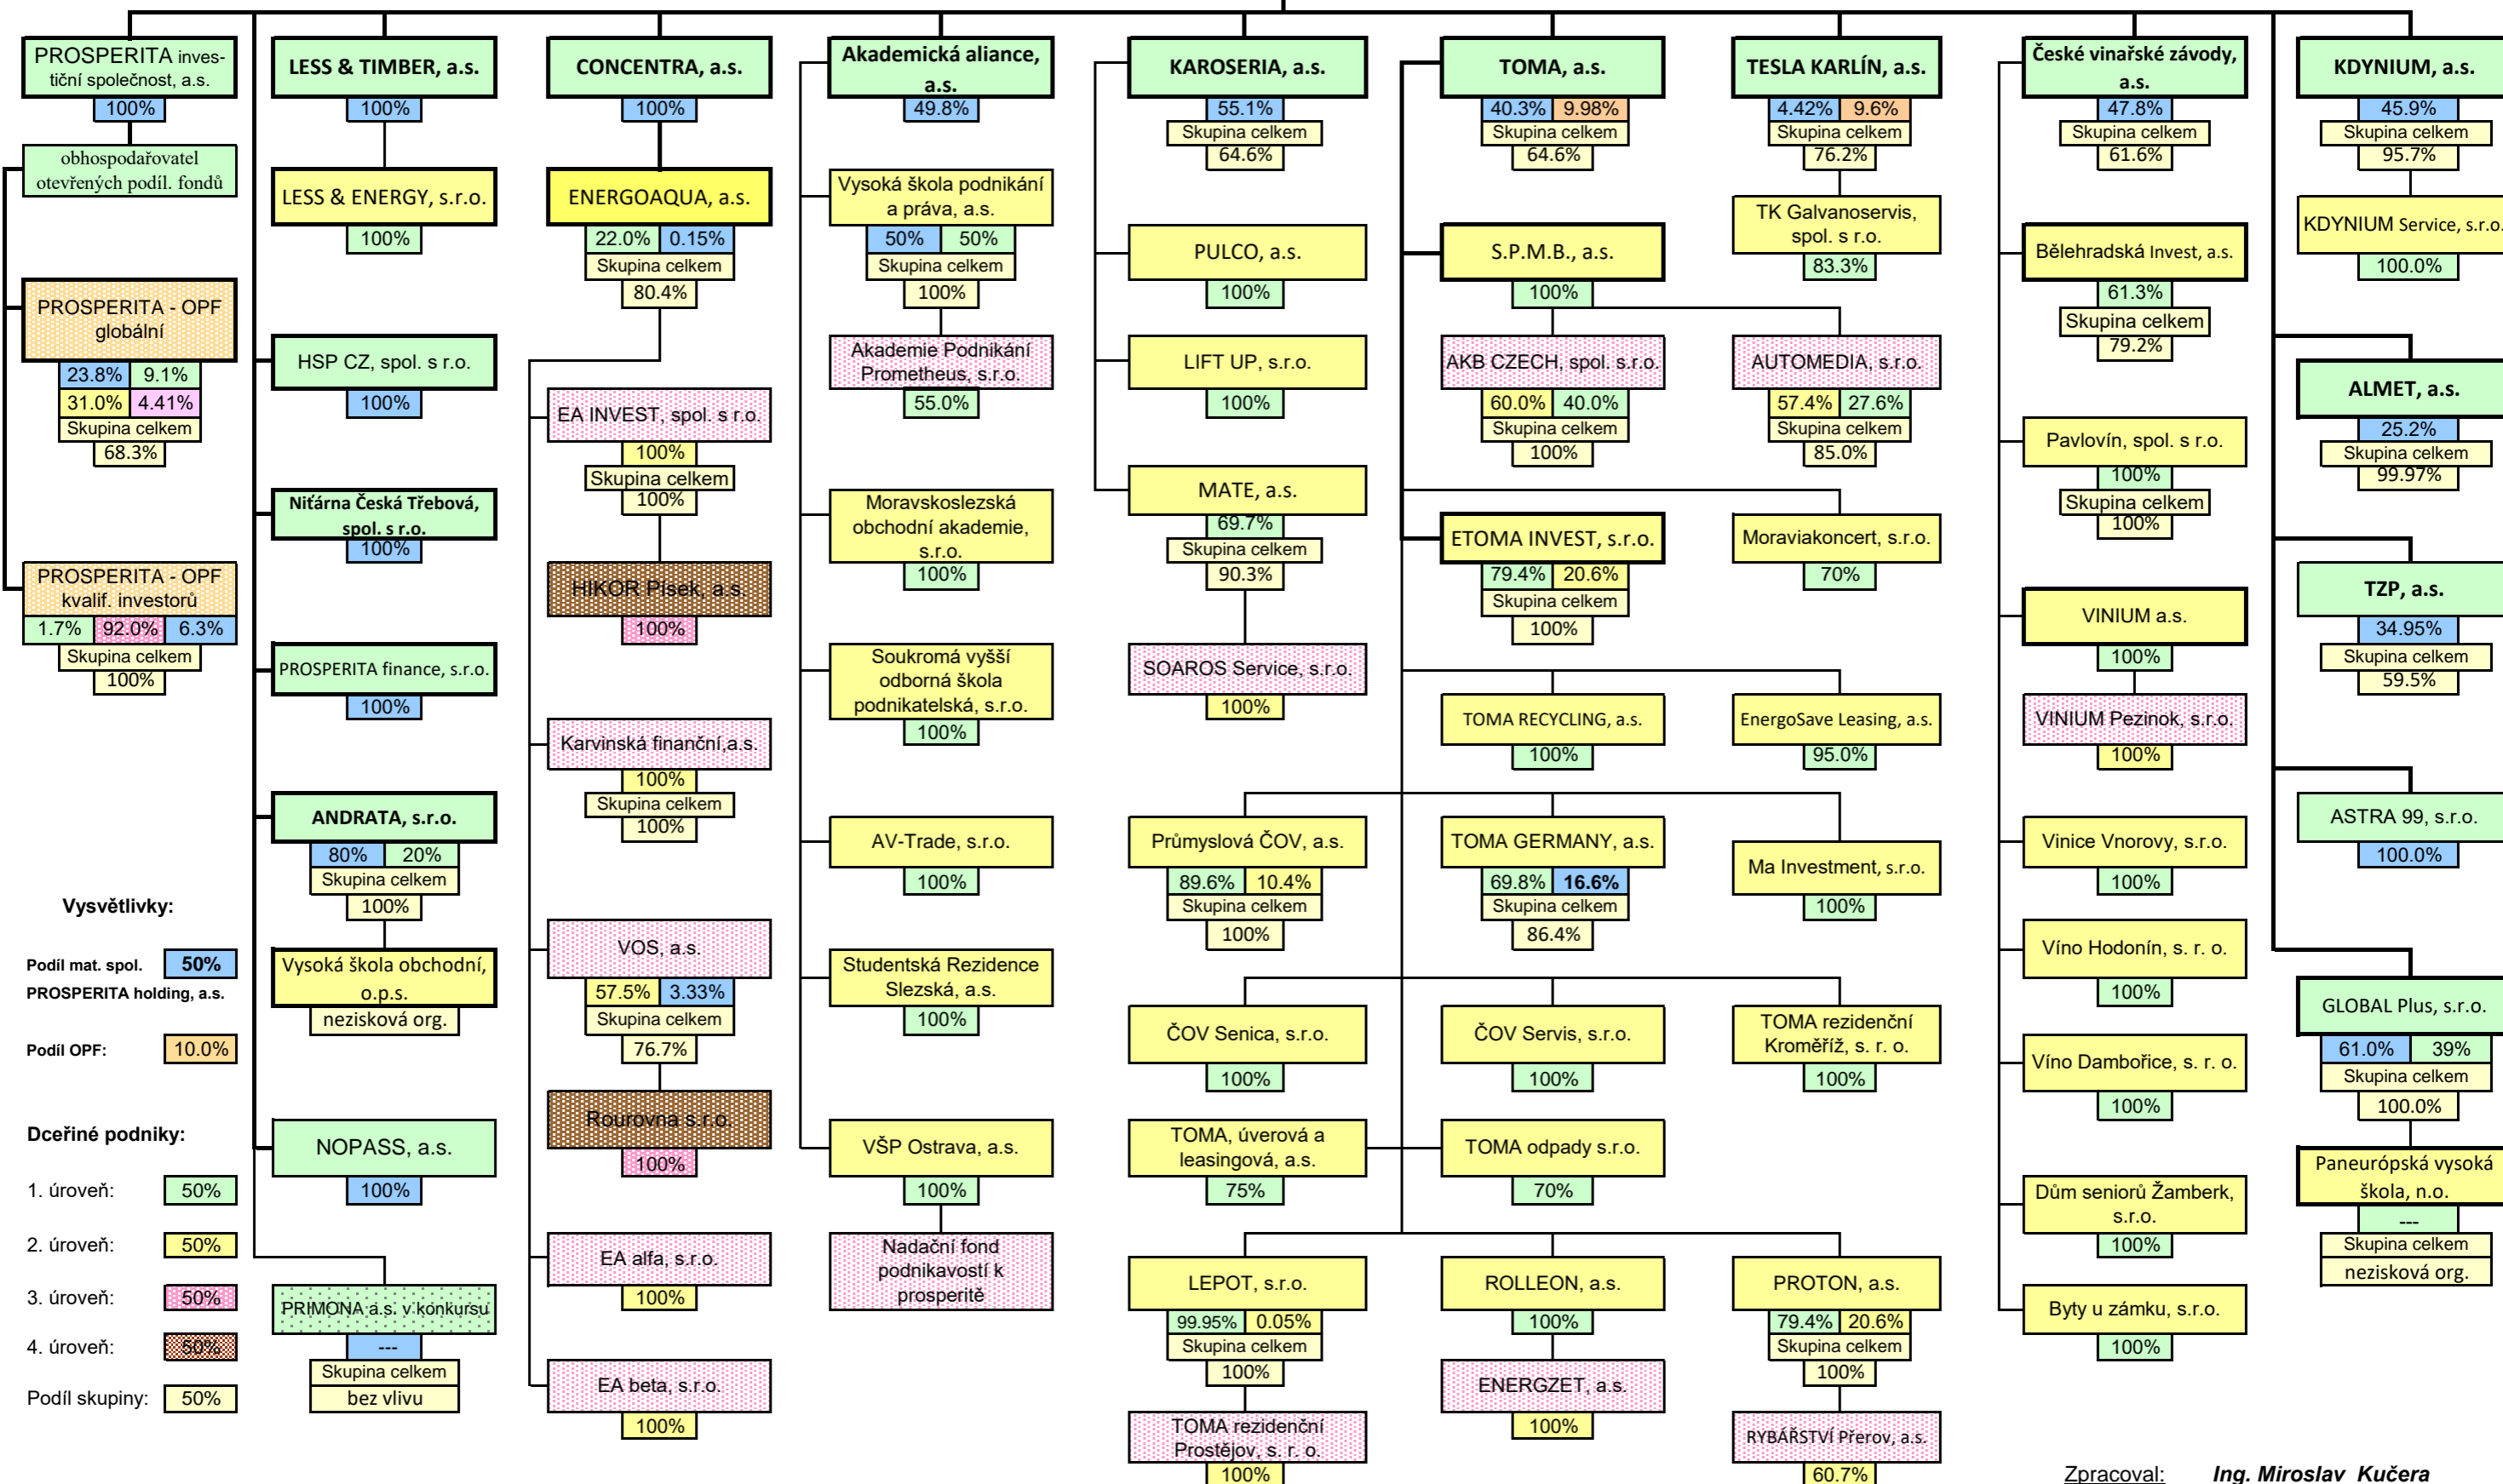 PROSPERITA inves-
tiční společnost, a.s.
100%
obhospodařovatel
otevřených podíl. fondů
PROSPERITA - OPF
globální
23.8% 9.1%
31.0% 4.41%
Skupina celkem
68.3%
PROSPERITA - OPF
kvalif. investorů
1.7% 92.0% 6.3%
Skupina celkem
100%
Vysvětlivky:
Podíl mat. spol. 50%
PROSPERITA holding, a.s.
Podíl OPF: 10.0%
Dceřiné podniky:
1. úroveň: 50%
2. úroveň: 50%
3. úroveň: 50%
4. úroveň: 50%
Podíl skupiny: 50%
LESS & TIMBER, a.s.
100%
LESS & ENERGY, s.r.o.
100%
HSP CZ, spol. s r.o.
100%
Niťárna Česká Třebová,
spol. s r.o.
100%
PROSPERITA finance, s.r.o.
100%
ANDRATA, s.r.o.
80% 20%
Skupina celkem
100%
Vysoká škola obchodní,
o.p.s.
nezisková org.
NOPASS, a.s.
100%
PRIMONA a.s. v konkursu
---
Skupina celkem
bez vlivu
CONCENTRA, a.s.
100%
ENERGOAQUA, a.s.
22.0% 0.15%
Skupina celkem
80.4%
EA INVEST, spol. s r.o.
100%
Skupina celkem
100%
HIKOR Písek, a.s.
100%
Karvinská finanční,a.s.
100%
Skupina celkem
100%
VOS, a.s.
57.5% 3.33%
Skupina celkem
76.7%
Rourovna s.r.o.
100%
EA alfa, s.r.o.
100%
EA beta, s.r.o.
100%
Akademická aliance,
a.s.
49.8%
Vysoká škola podnikání
a práva, a.s.
50% 50%
Skupina celkem
100%
Akademie Podnikání
Prometheus, s.r.o.
55.0%
Moravskoslezská
obchodní akademie,
s.r.o.
100%
Soukromá vyšší
odborná škola
podnikatelská, s.r.o.
100%
AV-Trade, s.r.o.
100%
Studentská Rezidence
Slezská, a.s.
100%
VŠP Ostrava, a.s.
100%
Nadační fond
podnikavostí k
prosperitě
KAROSERIA, a.s.
55.1%
Skupina celkem
64.6%
PULCO, a.s.
100%
LIFT UP, s.r.o.
100%
MATE, a.s.
69.7%
Skupina celkem
90.3%
SOAROS Service, s.r.o.
100%
TOMA, a.s.
40.3% 9.98%
Skupina celkem
64.6%
S.P.M.B., a.s.
100%
AKB CZECH, spol. s.r.o.
60.0% 40.0%
Skupina celkem
100%
AUTOMEDIA, s.r.o.
57.4% 27.6%
Skupina celkem
85.0%
ETOMA INVEST, s.r.o.
79.4% 20.6%
Skupina celkem
100%
Moraviakoncert, s.r.o.
70%
TOMA RECYCLING, a.s.
100%
EnergoSave Leasing, a.s.
95.0%
Průmyslová ČOV, a.s.
89.6% 10.4%
Skupina celkem
100%
TOMA GERMANY, a.s.
69.8% 16.6%
Skupina celkem
86.4%
Ma Investment, s.r.o.
100%
ČOV Senica, s.r.o.
100%
ČOV Servis, s.r.o.
100%
TOMA rezidenční
Kroměříž, s. r. o.
100%
TOMA, úverová a
leasingová, a.s.
75%
TOMA odpady s.r.o.
70%
LEPOT, s.r.o.
99.95% 0.05%
Skupina celkem
100%
TOMA rezidenční
Prostějov, s. r. o.
100%
ROLLEON, a.s.
100%
ENERGZET, a.s.
100%
PROTON, a.s.
79.4% 20.6%
Skupina celkem
100%
RYBÁŘSTVÍ Přerov, a.s.
60.7%
TESLA KARLÍN, a.s.
4.42% 9.6%
Skupina celkem
76.2%
TK Galvanoservis,
spol. s r.o.
83.3%
České vinařské závody,
a.s.
47.8%
Skupina celkem
61.6%
Bělehradská Invest, a.s.
61.3%
Skupina celkem
79.2%
Pavlovín, spol. s r.o.
100%
Skupina celkem
100%
VINIUM a.s.
100%
VINIUM Pezinok, s.r.o.
100%
Vinice Vnorovy, s.r.o.
100%
Víno Hodonín, s. r. o.
100%
Víno Dambořice, s. r. o.
100%
Dům seniorů Žamberk,
s.r.o.
100%
Byty u zámku, s.r.o.
100%
KDYNIUM, a.s.
45.9%
Skupina celkem
95.7%
KDYNIUM Service, s.r.o.
100.0%
ALMET, a.s.
25.2%
Skupina celkem
99.97%
TZP, a.s.
34.95%
Skupina celkem
59.5%
ASTRA 99, s.r.o.
100.0%
GLOBAL Plus, s.r.o.
61.0% 39%
Skupina celkem
100.0%
Paneurópská vysoká
škola, n.o.
---
Skupina celkem
nezisková org.
Zpracoval: Ing. Miroslav Kučera